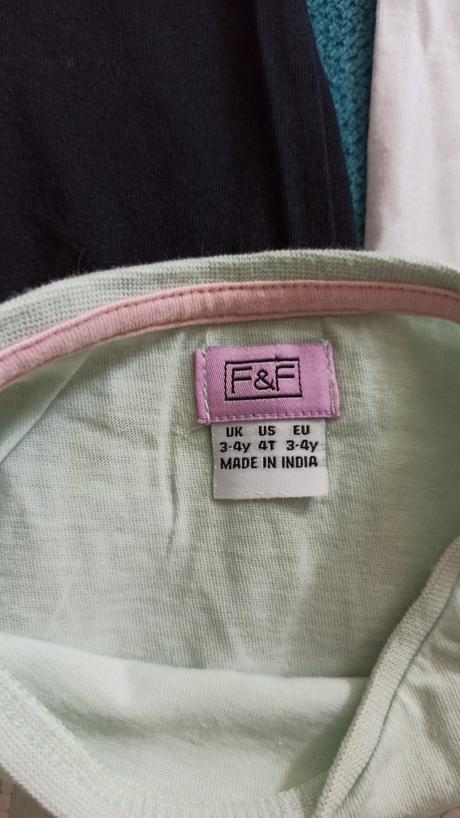 F&F
UK US EU
3-4y 4T 3-4y
MADE IN INDIA